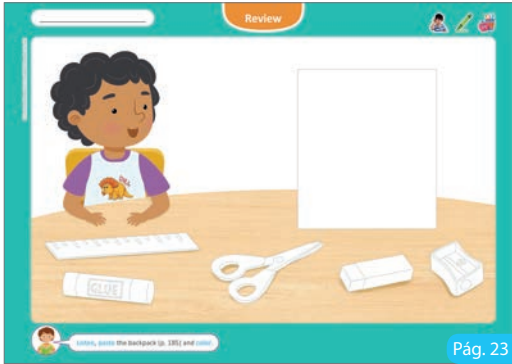 Review
GLUE
Listen, paste the backpack (p. 185) and color.
Pág. 23